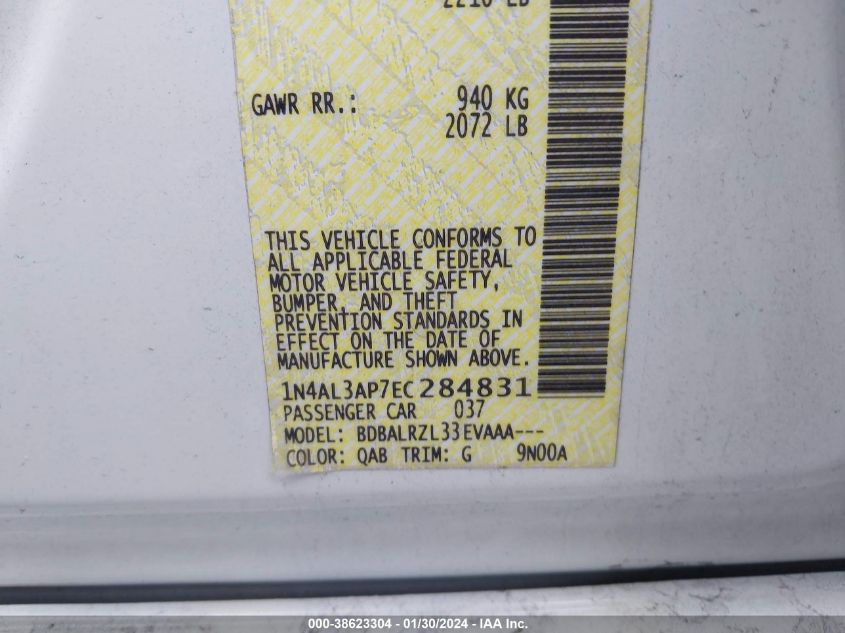 2210 LB
GAWR RR.: 940 KG
2072 LB
THIS VEHICLE CONFORMS TO
ALL APPLICABLE FEDERAL
MOTOR VEHICLE SAFETY,
BUMPER, AND THEFT
PREVENTION STANDARDS IN
EFFECT ON THE DATE OF
MANUFACTURE SHOWN ABOVE.
1N4AL3AP7EC284831
PASSENGER CAR 037
MODEL: BDBALRZL33EVAAA---
COLOR: QAB TRIM: G 9N00A
000-38623304 - 01/30/2024 - IAA Inc.